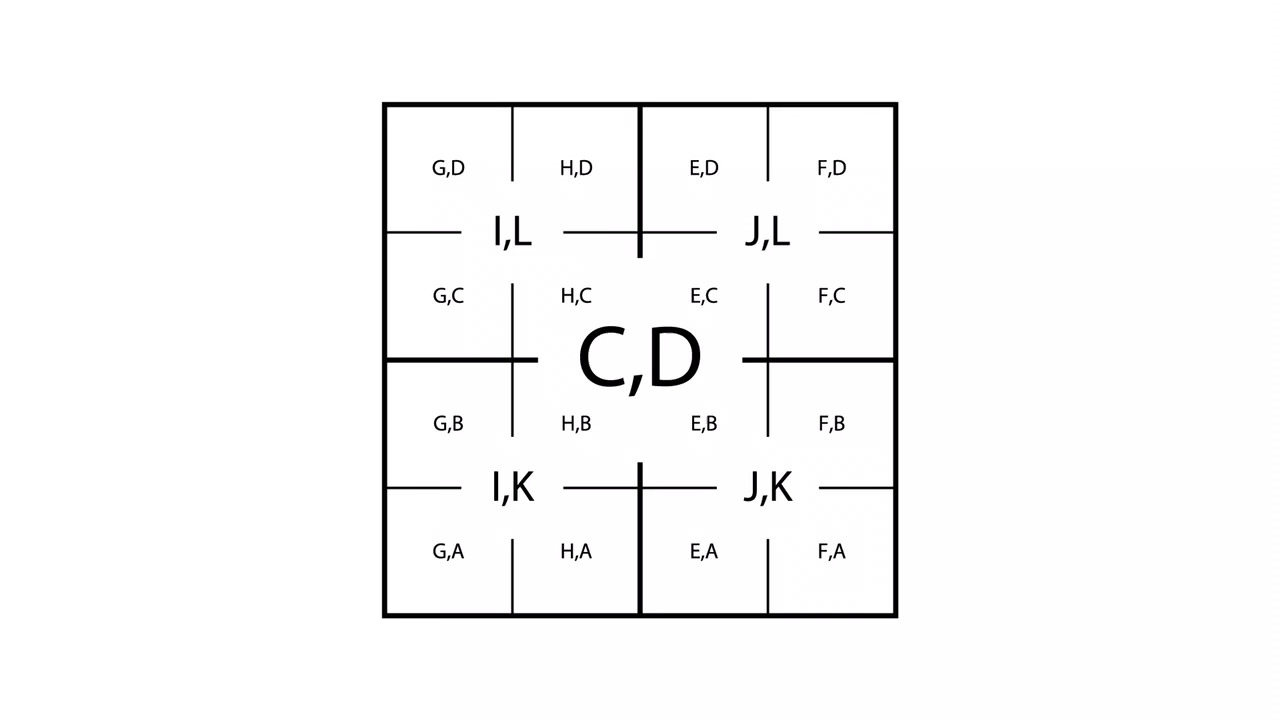 G,D H,D E,D F,D
I,L J,L
G,C H,C E,C F,C
C,D
G,B H,B E,B F,B
I,K J,K
G,A H,A E,A F,A